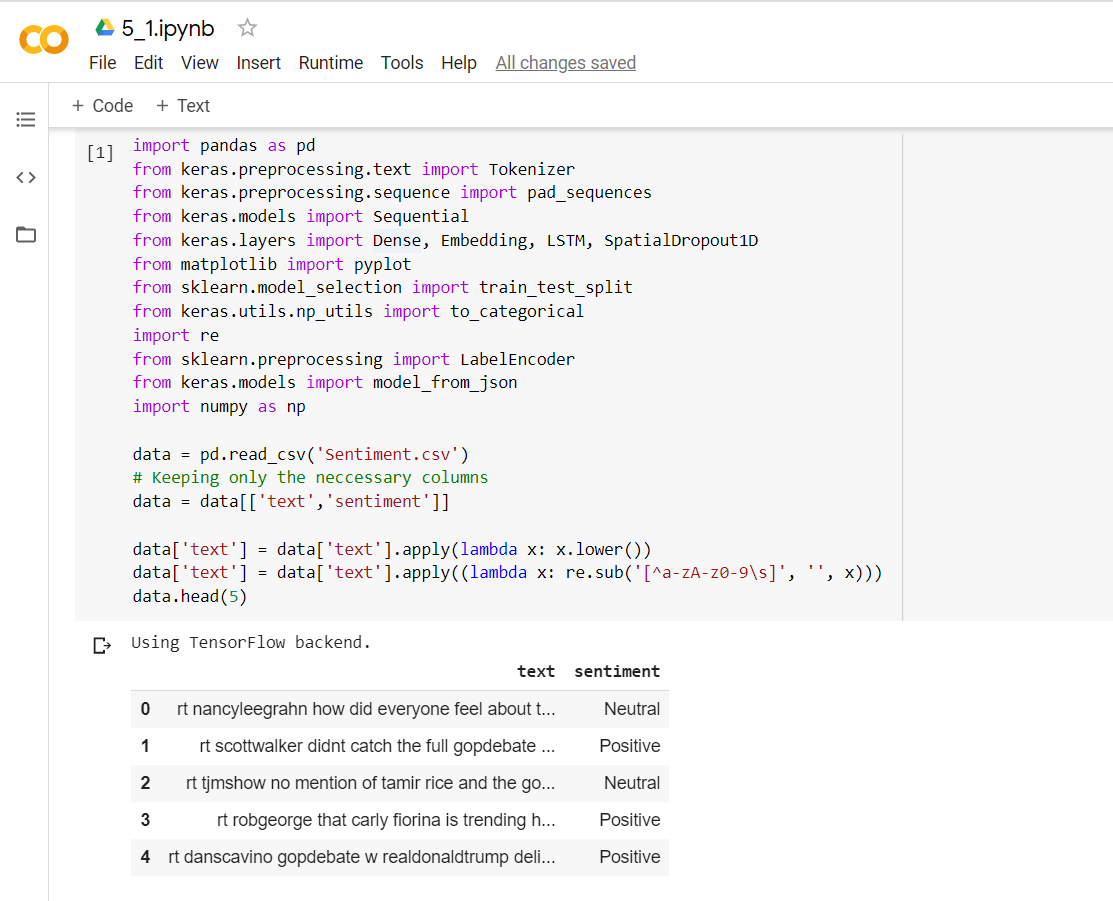 5_1.ipynb
File Edit View Insert Runtime Tools Help All changes saved
+ Code + Text
[1]
import pandas as pd
from keras.preprocessing.text import Tokenizer
from keras.preprocessing.sequence import pad_sequences
from keras.models import Sequential
from keras.layers import Dense, Embedding, LSTM, SpatialDropout1D
from matplotlib import pyplot
from sklearn.model_selection import train_test_split
from keras.utils.np_utils import to_categorical
import re
from sklearn.preprocessing import LabelEncoder
from keras.models import model_from_json
import numpy as np
data = pd.read_csv('Sentiment.csv')
# Keeping only the neccessary columns
data = data[['text','sentiment']]
data['text'] = data['text'].apply(lambda x: x.lower())
data['text'] = data['text'].apply((lambda x: re.sub('[^a-zA-z0-9\s]', '', x)))
data.head(5)
Using TensorFlow backend.
text sentiment
0 rt nancyleegrahn how did everyone feel about t... Neutral
1 rt scottwalker didnt catch the full gopdebate ... Positive
2 rt tjmshow no mention of tamir rice and the go... Neutral
3 rt robgeorge that carly fiorina is trending h... Positive
4 rt danscavino gopdebate w realdonaldtrump deli... Positive